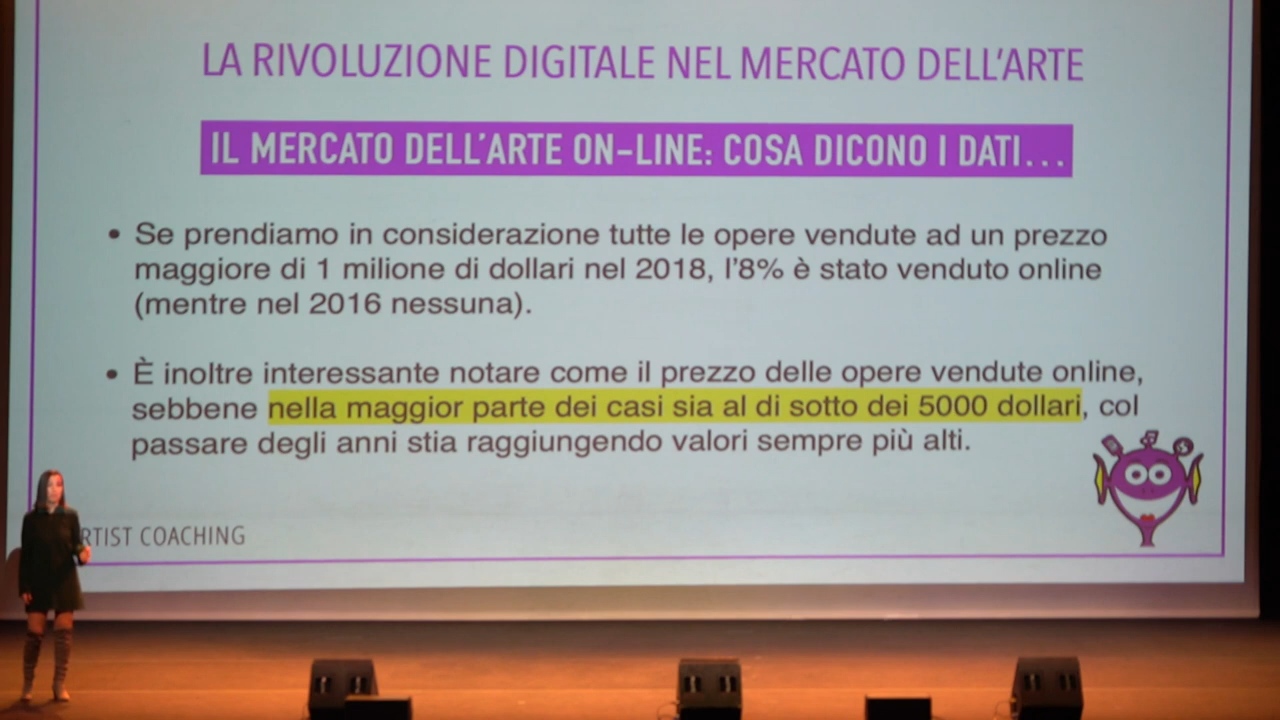 LA RIVOLUZIONE DIGITALE NEL MERCATO DELL'ARTE
IL MERCATO DELL'ARTE ON-LINE: COSA DICONO I DATI...
• Se prendiamo in considerazione tutte le opere vendute ad un prezzo
maggiore di 1 milione di dollari nel 2018, l'8% è stato venduto online
(mentre nel 2016 nessuna).
• È inoltre interessante notare come il prezzo delle opere vendute online,
sebbene nella maggior parte dei casi sia al di sotto dei 5000 dollari, col
passare degli anni stia raggiungendo valori sempre più alti.
RTIST COACHING